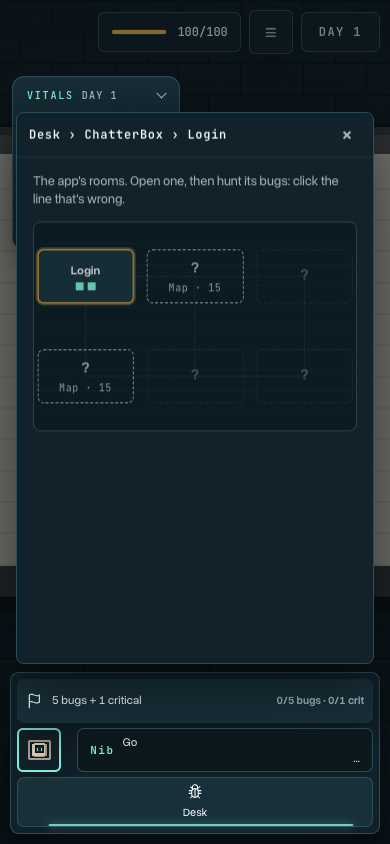 100/100
DAY 1
VITALS DAY 1
Desk › ChatterBox › Login
×
The app's rooms. Open one, then hunt its bugs: click the
line that's wrong.
Login
?
Map · 15
?
?
Map · 15
?
?
5 bugs + 1 critical
0/5 bugs · 0/1 crit
Nib
Go
…
Desk